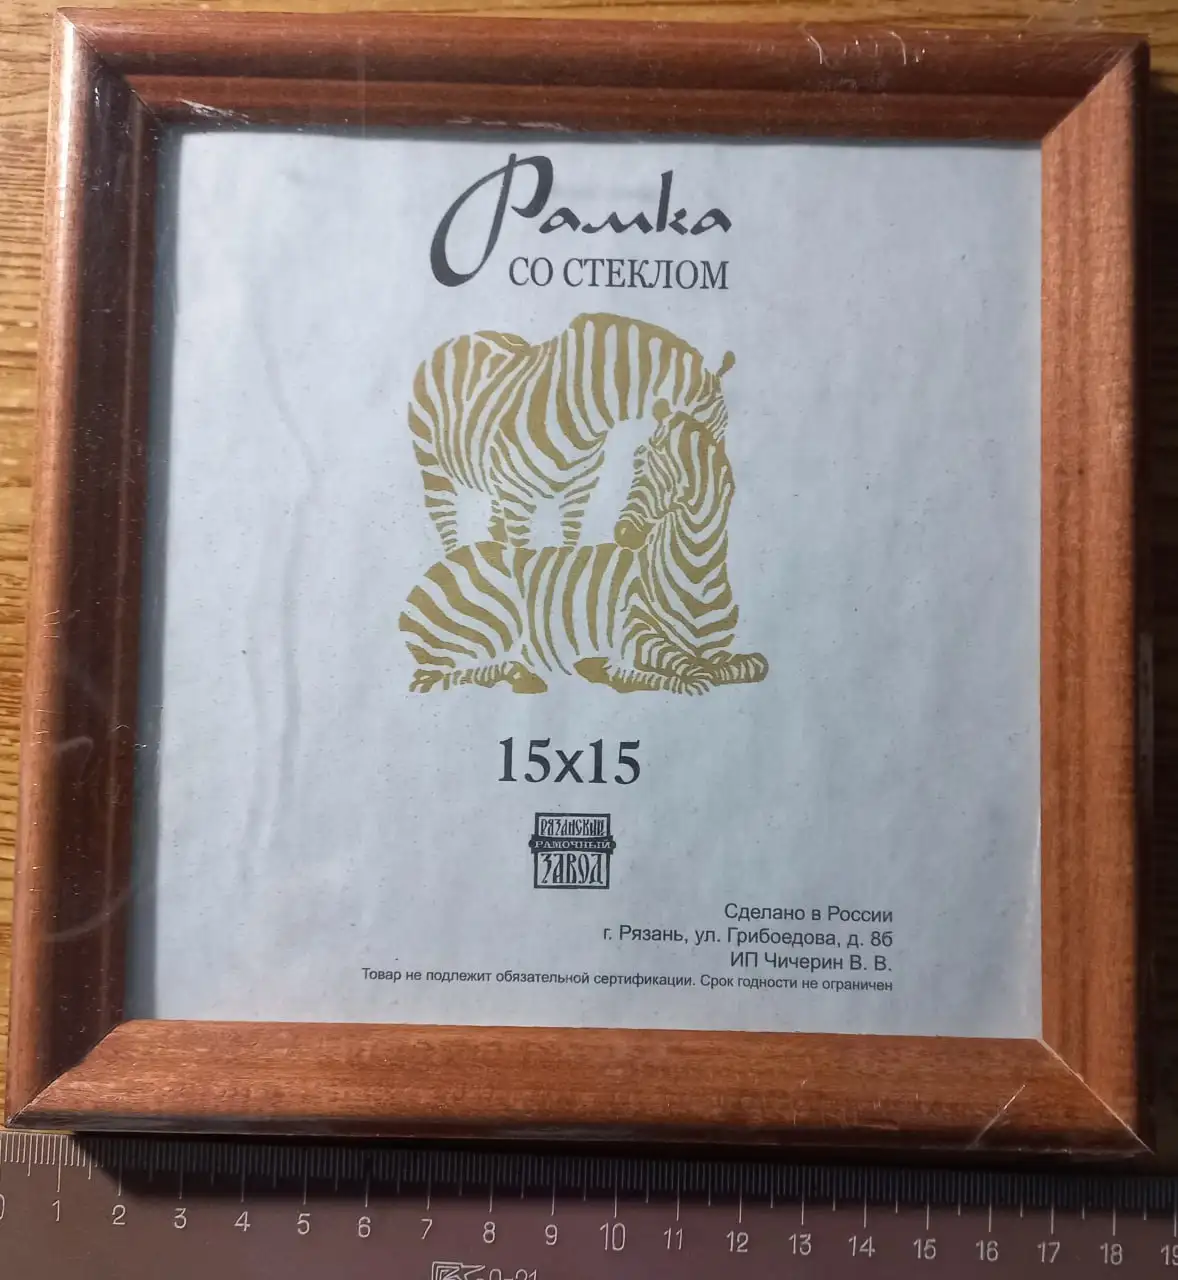 Рамка
СО СТЕКЛОМ
15x15
РЯЗАНСКИЙ
РАМОЧНЫЙ
ЗАВОД
Сделано в России
г. Рязань, ул. Грибоедова, д. 8б
ИП Чичерин В. В.
Товар не подлежит обязательной сертификации. Срок годности не ограничен
0 1 2 3 4 5 6 7 8 9 10 11 12 13 14 15 16 17 18 19